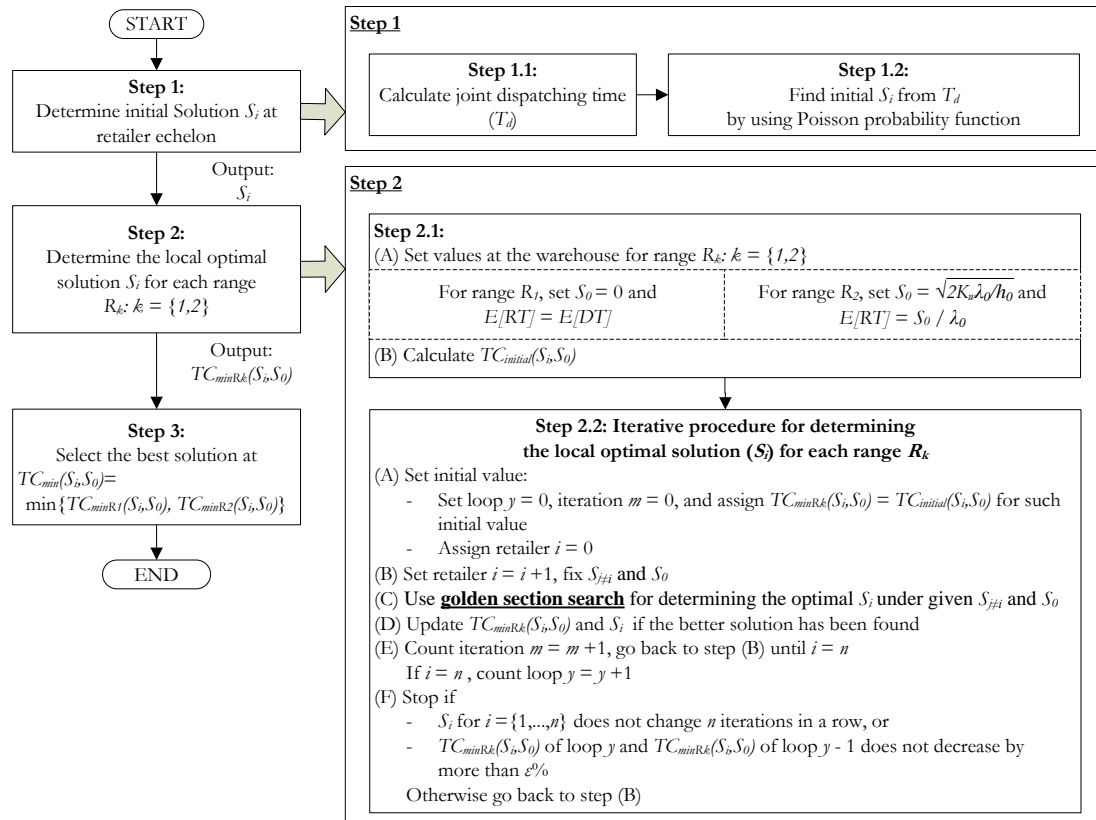 START
Step 1:
Determine initial Solution Sᵢ at
retailer echelon
Output:
Sᵢ
Step 2:
Determine the local optimal
solution Sᵢ for each range
Rₖ: k = {1,2}
Output:
TCminRk(Sᵢ,S₀)
Step 3:
Select the best solution at
TCmin(Sᵢ,S₀)=
min{TCminR1(Sᵢ,S₀), TCminR2(Sᵢ,S₀)}
END
Step 1
Step 1.1:
Calculate joint dispatching time
(Td)
Step 1.2:
Find initial Sᵢ from Td
by using Poisson probability function
Step 2
Step 2.1:
(A) Set values at the warehouse for range Rₖ: k = {1,2}
For range R₁, set S₀ = 0 and
E[RT] = E[DT]
For range R₂, set S₀ = √2Kwλ₀/h₀ and
E[RT] = S₀ / λ₀
(B) Calculate TCinitial(Sᵢ,S₀)
Step 2.2: Iterative procedure for determining
the local optimal solution (Sᵢ) for each range Rₖ
(A) Set initial value:
- Set loop y = 0, iteration m = 0, and assign TCminRk(Sᵢ,S₀) = TCinitial(Sᵢ,S₀) for such
initial value
- Assign retailer i = 0
(B) Set retailer i = i +1, fix Sj≠i and S₀
(C) Use golden section search for determining the optimal Sᵢ under given Sj≠i and S₀
(D) Update TCminRk(Sᵢ,S₀) and Sᵢ if the better solution has been found
(E) Count iteration m = m +1, go back to step (B) until i = n
If i = n , count loop y = y +1
(F) Stop if
- Sᵢ for i = {1,...,n} does not change n iterations in a row, or
- TCminRk(Sᵢ,S₀) of loop y and TCminRk(Sᵢ,S₀) of loop y - 1 does not decrease by
more than ε%
Otherwise go back to step (B)